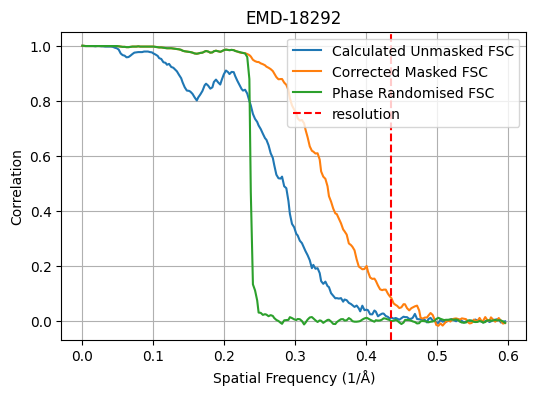 EMD-18292
1.0
0.8
0.6
0.4
0.2
0.0
Correlation
Calculated Unmasked FSC
Corrected Masked FSC
Phase Randomised FSC
resolution
0.0 0.1 0.2 0.3 0.4 0.5 0.6
Spatial Frequency (1/Å)